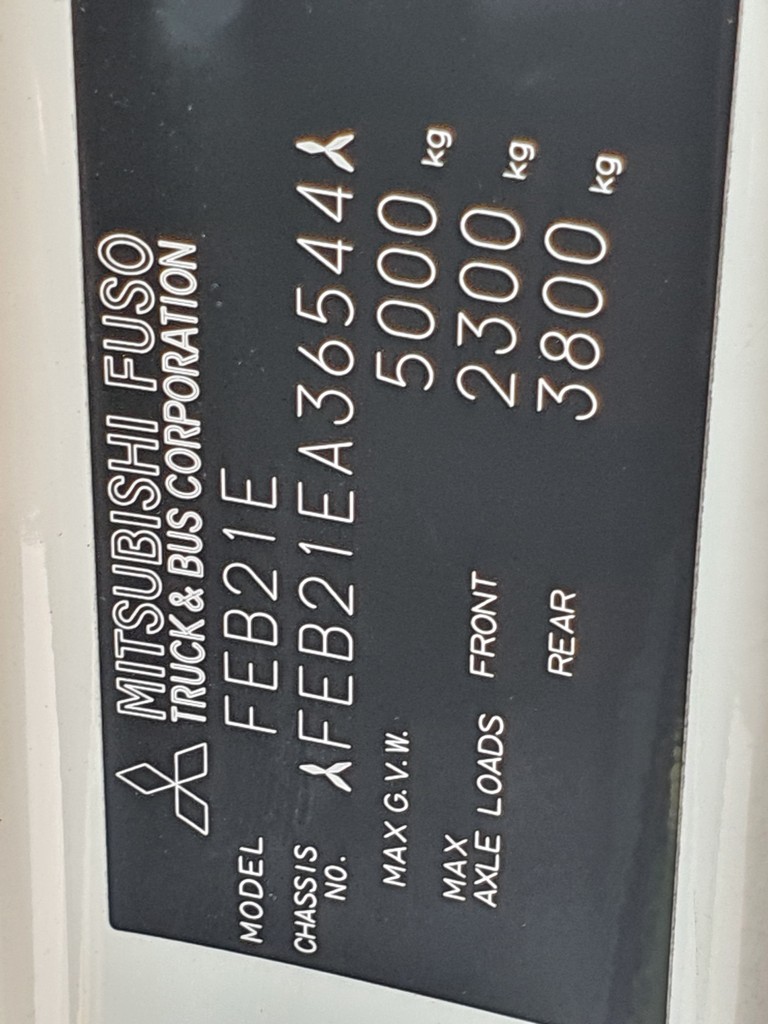 MITSUBISHI FUSO
TRUCK & BUS CORPORATION
MODEL FEB21E
CHASSIS NO. FEB21EA36544
MAX G.V.W. 5000 kg
MAX AXLE LOADS FRONT 2300 kg
REAR 3800 kg